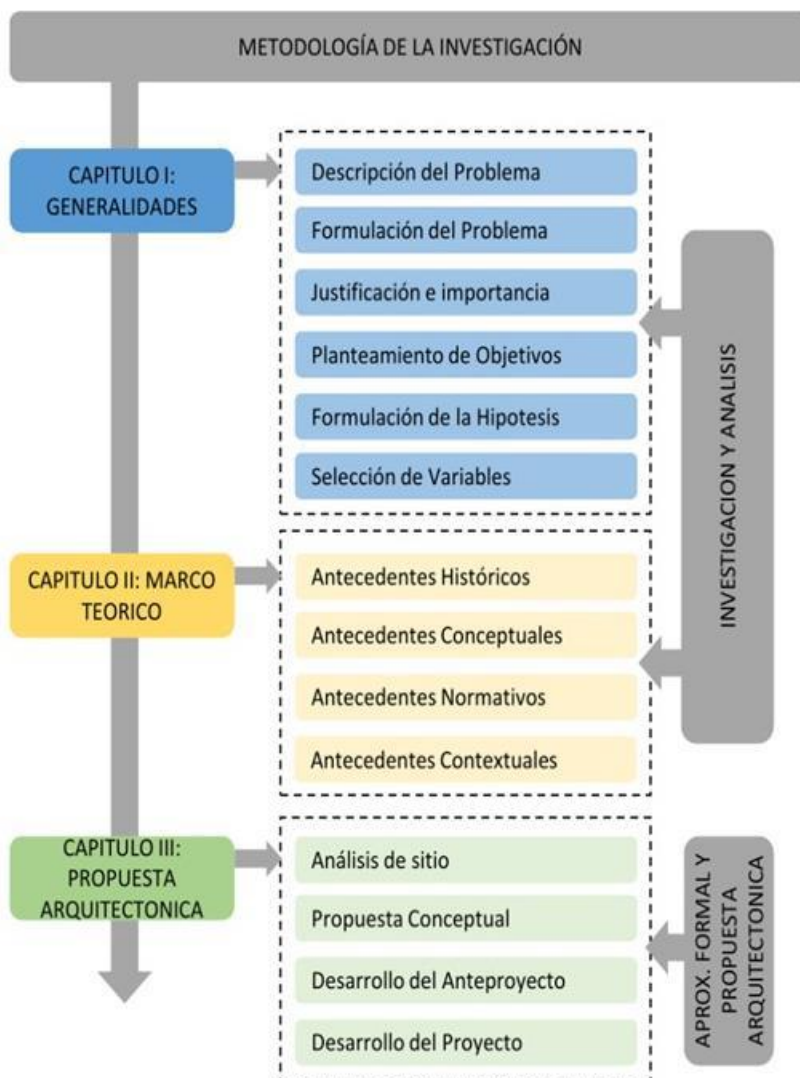 METODOLOGÍA DE LA INVESTIGACIÓN
CAPITULO I:
GENERALIDADES
Descripción del Problema
Formulación del Problema
Justificación e importancia
Planteamiento de Objetivos
Formulación de la Hipotesis
Selección de Variables
CAPITULO II: MARCO
TEORICO
Antecedentes Históricos
Antecedentes Conceptuales
Antecedentes Normativos
Antecedentes Contextuales
INVESTIGACION Y ANALISIS
CAPITULO III:
PROPUESTA
ARQUITECTONICA
Análisis de sitio
Propuesta Conceptual
Desarrollo del Anteproyecto
Desarrollo del Proyecto
APROX. FORMAL Y
PROPUESTA
ARQUITECTONICA